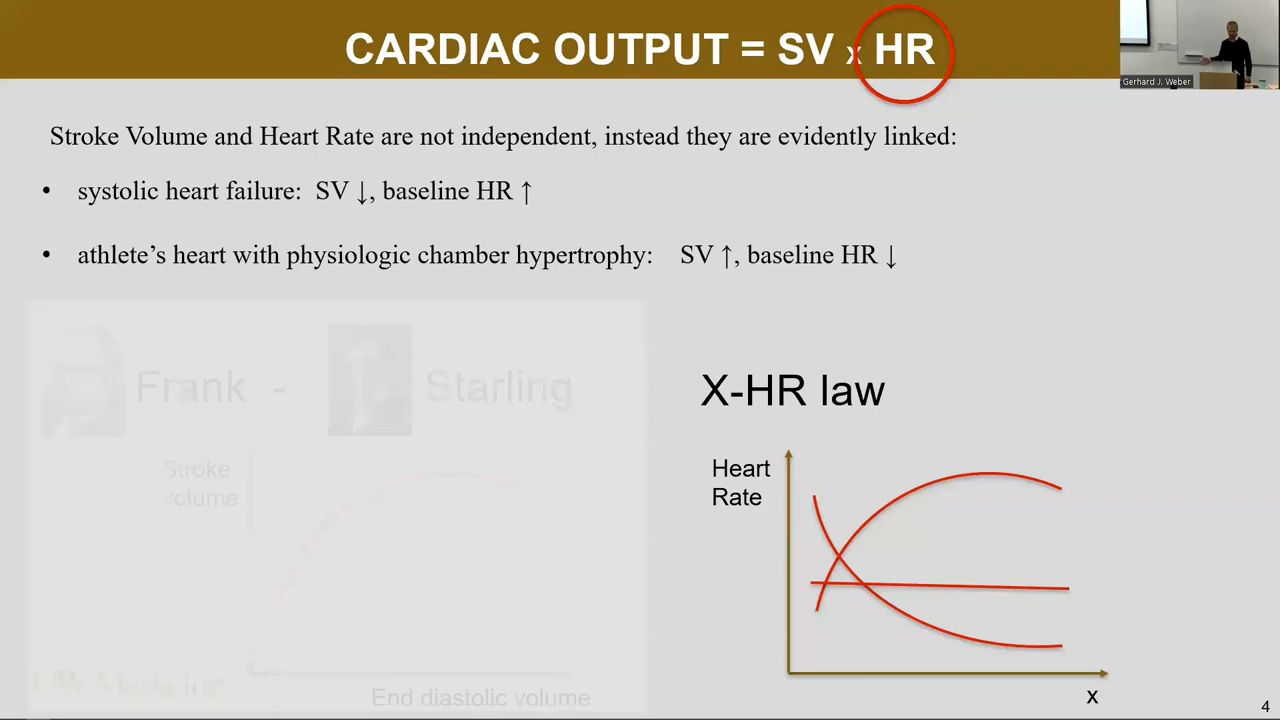 CARDIAC OUTPUT = SV x HR
Gerhard J. Weber
Stroke Volume and Heart Rate are not independent, instead they are evidently linked:
• systolic heart failure: SV ↓, baseline HR ↑
• athlete’s heart with physiologic chamber hypertrophy: SV ↑, baseline HR ↓
Frank - Starling
Stroke
volume
End diastolic volume
UW Medicine
X-HR law
Heart
Rate
x
4